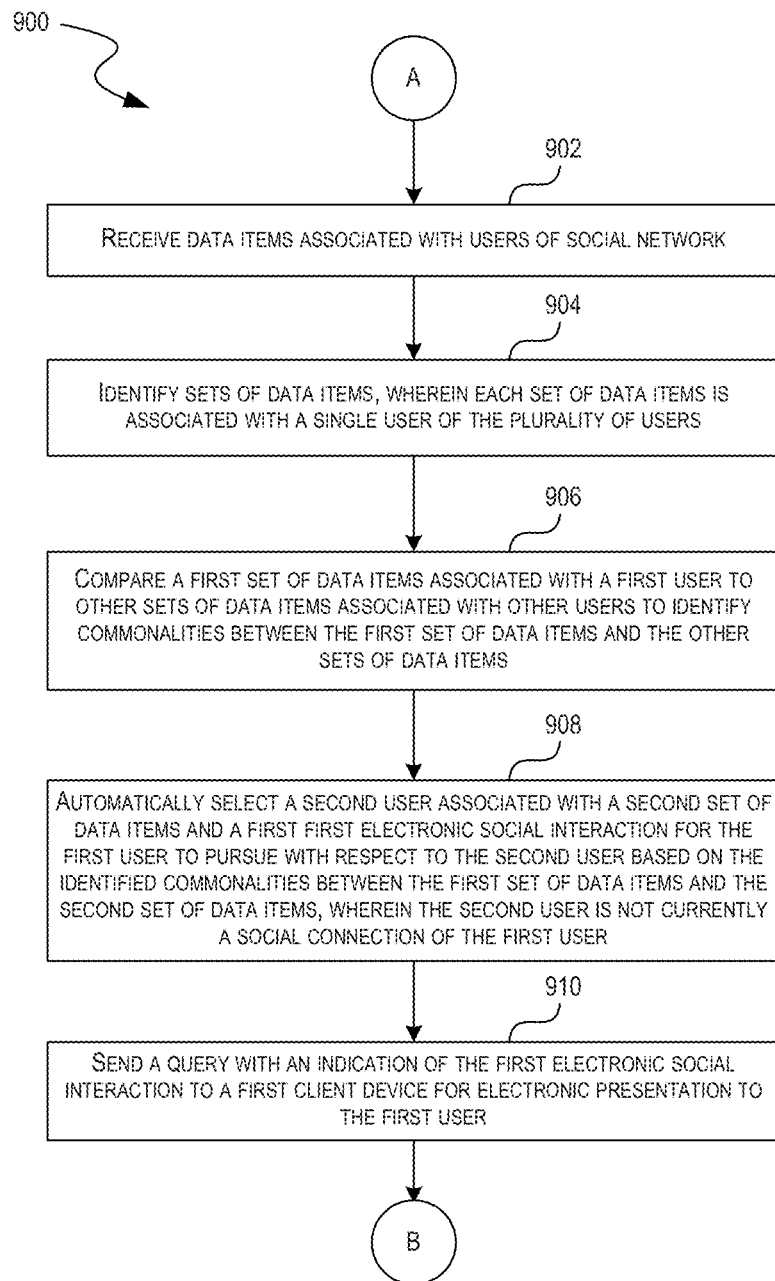 900
A
902
RECEIVE DATA ITEMS ASSOCIATED WITH USERS OF SOCIAL NETWORK
904
IDENTIFY SETS OF DATA ITEMS, WHEREIN EACH SET OF DATA ITEMS IS
ASSOCIATED WITH A SINGLE USER OF THE PLURALITY OF USERS
906
COMPARE A FIRST SET OF DATA ITEMS ASSOCIATED WITH A FIRST USER TO
OTHER SETS OF DATA ITEMS ASSOCIATED WITH OTHER USERS TO IDENTIFY
COMMONALITIES BETWEEN THE FIRST SET OF DATA ITEMS AND THE OTHER
SETS OF DATA ITEMS
908
AUTOMATICALLY SELECT A SECOND USER ASSOCIATED WITH A SECOND SET OF
DATA ITEMS AND A FIRST FIRST ELECTRONIC SOCIAL INTERACTION FOR THE
FIRST USER TO PURSUE WITH RESPECT TO THE SECOND USER BASED ON THE
IDENTIFIED COMMONALITIES BETWEEN THE FIRST SET OF DATA ITEMS AND THE
SECOND SET OF DATA ITEMS, WHEREIN THE SECOND USER IS NOT CURRENTLY
A SOCIAL CONNECTION OF THE FIRST USER
910
SEND A QUERY WITH AN INDICATION OF THE FIRST ELECTRONIC SOCIAL
INTERACTION TO A FIRST CLIENT DEVICE FOR ELECTRONIC PRESENTATION TO
THE FIRST USER
B